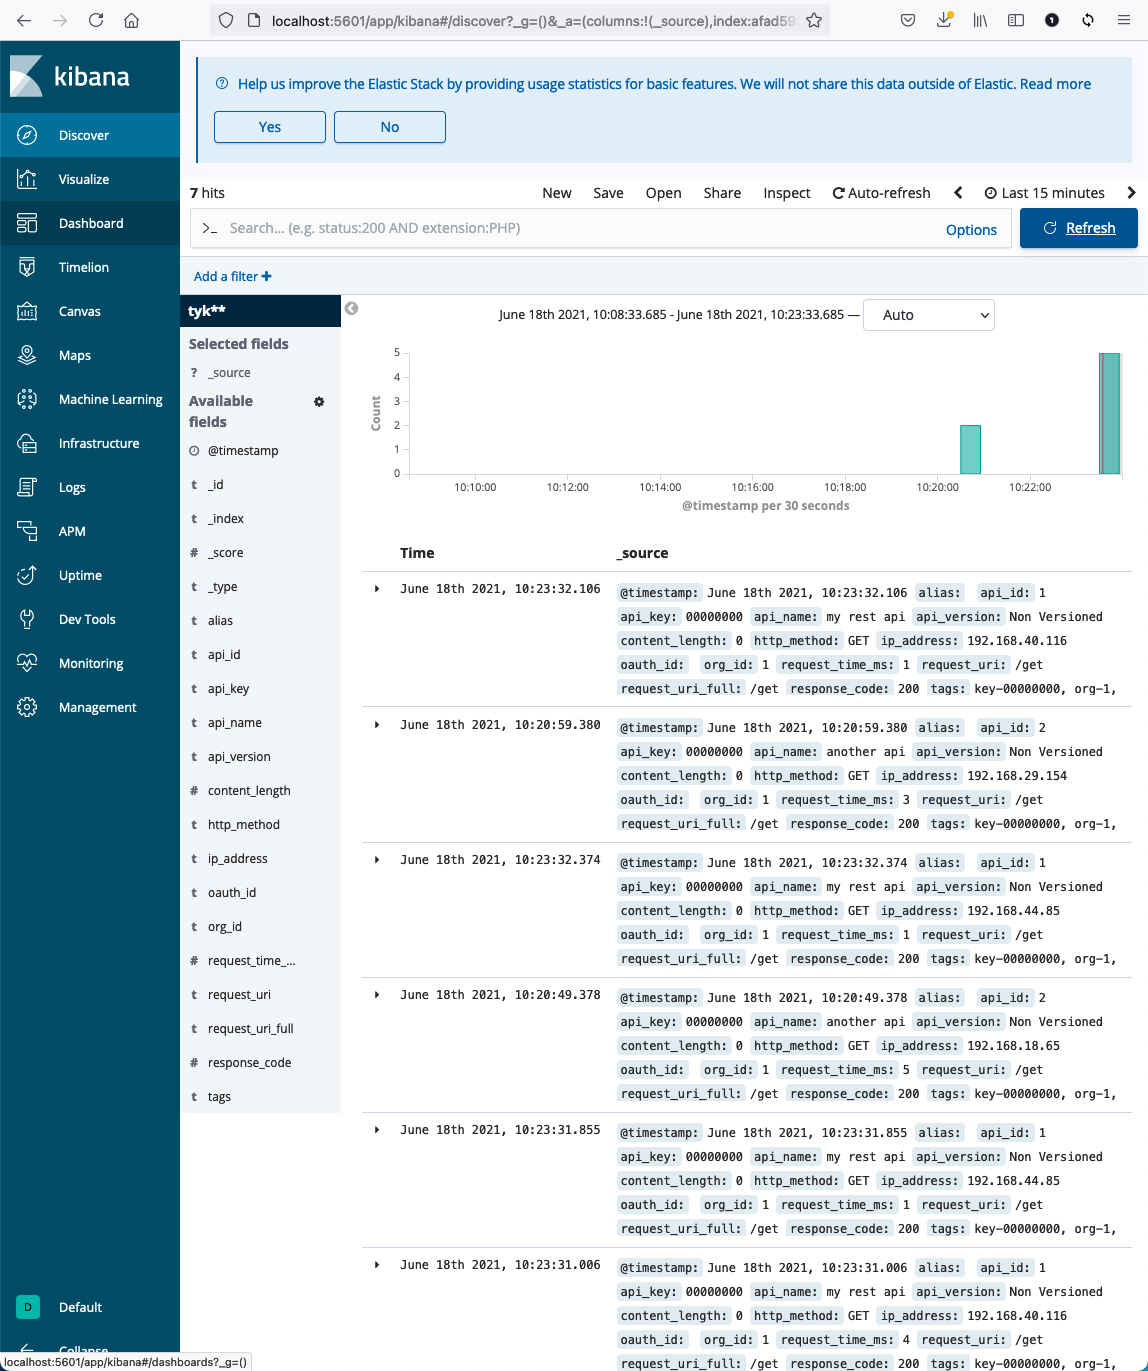 localhost:5601/app/kibana#/discover?_g=()&_a=(columns:!(_source),index:afad59
1
kibana
Discover
Visualize
Dashboard
Timelion
Canvas
Maps
Machine Learning
Infrastructure
Logs
APM
Uptime
Dev Tools
Monitoring
Management
D Default
Collapse
localhost:5601/app/kibana#/dashboards?_g=()
Help us improve the Elastic Stack by providing usage statistics for basic features. We will not share this data outside of Elastic. Read more
Yes No
7 hits New Save Open Share Inspect Auto-refresh Last 15 minutes
>_ Search... (e.g. status:200 AND extension:PHP) Options Refresh
Add a filter +
tyk**
Selected fields
? _source
Available
fields
@timestamp
t _id
t _index
# _score
t _type
t alias
t api_id
t api_key
t api_name
t api_version
# content_length
t http_method
t ip_address
t oauth_id
t org_id
# request_time_...
t request_uri
t request_uri_full
# response_code
t tags
June 18th 2021, 10:08:33.685 - June 18th 2021, 10:23:33.685 — Auto
5
4
3
2
1
0
Count
10:10:00 10:12:00 10:14:00 10:16:00 10:18:00 10:20:00 10:22:00
@timestamp per 30 seconds
Time _source
June 18th 2021, 10:23:32.106 @timestamp: June 18th 2021, 10:23:32.106 alias: api_id: 1
api_key: 00000000 api_name: my rest api api_version: Non Versioned
content_length: 0 http_method: GET ip_address: 192.168.40.116
oauth_id: org_id: 1 request_time_ms: 1 request_uri: /get
request_uri_full: /get response_code: 200 tags: key-00000000, org-1,
June 18th 2021, 10:20:59.380 @timestamp: June 18th 2021, 10:20:59.380 alias: api_id: 2
api_key: 00000000 api_name: another api api_version: Non Versioned
content_length: 0 http_method: GET ip_address: 192.168.29.154
oauth_id: org_id: 1 request_time_ms: 3 request_uri: /get
request_uri_full: /get response_code: 200 tags: key-00000000, org-1,
June 18th 2021, 10:23:32.374 @timestamp: June 18th 2021, 10:23:32.374 alias: api_id: 1
api_key: 00000000 api_name: my rest api api_version: Non Versioned
content_length: 0 http_method: GET ip_address: 192.168.44.85
oauth_id: org_id: 1 request_time_ms: 1 request_uri: /get
request_uri_full: /get response_code: 200 tags: key-00000000, org-1,
June 18th 2021, 10:20:49.378 @timestamp: June 18th 2021, 10:20:49.378 alias: api_id: 2
api_key: 00000000 api_name: another api api_version: Non Versioned
content_length: 0 http_method: GET ip_address: 192.168.18.65
oauth_id: org_id: 1 request_time_ms: 5 request_uri: /get
request_uri_full: /get response_code: 200 tags: key-00000000, org-1,
June 18th 2021, 10:23:31.855 @timestamp: June 18th 2021, 10:23:31.855 alias: api_id: 1
api_key: 00000000 api_name: my rest api api_version: Non Versioned
content_length: 0 http_method: GET ip_address: 192.168.44.85
oauth_id: org_id: 1 request_time_ms: 1 request_uri: /get
request_uri_full: /get response_code: 200 tags: key-00000000, org-1,
June 18th 2021, 10:23:31.006 @timestamp: June 18th 2021, 10:23:31.006 alias: api_id: 1
api_key: 00000000 api_name: my rest api api_version: Non Versioned
content_length: 0 http_method: GET ip_address: 192.168.40.116
oauth_id: org_id: 1 request_time_ms: 4 request_uri: /get
request_uri_full: /get response_code: 200 tags: key-00000000, org-1,